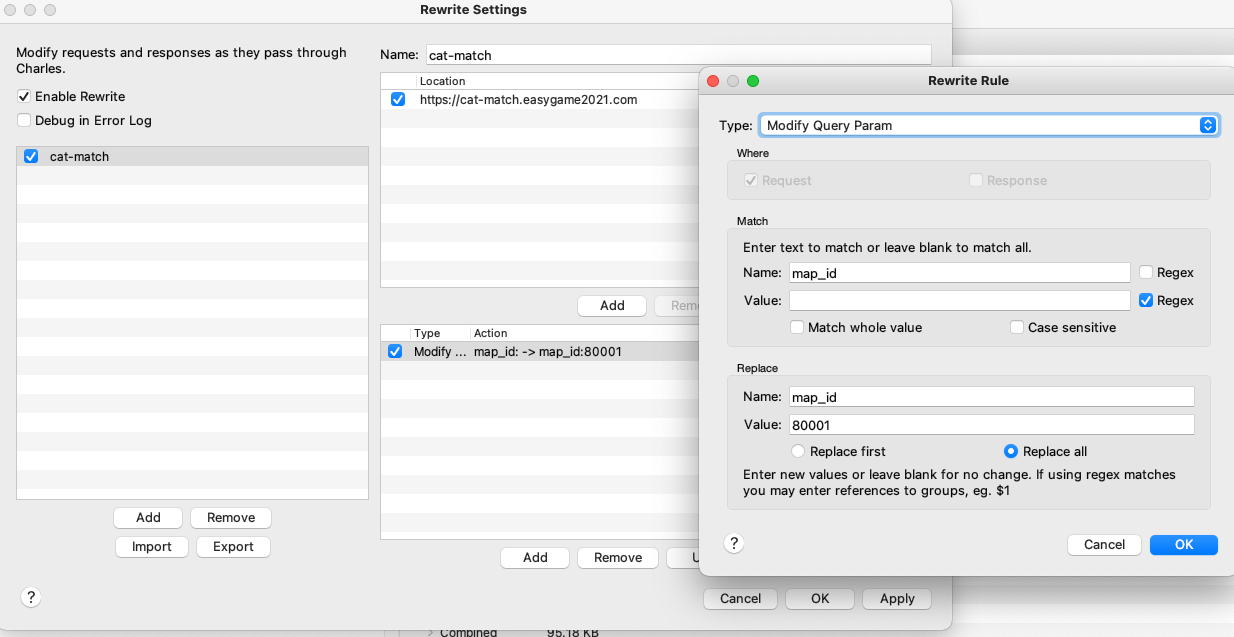 Rewrite Settings
Modify requests and responses as they pass through
Charles.
Enable Rewrite
Debug in Error Log
cat-match
Add
Remove
Import
Export
?
Name: cat-match
Location
https://cat-match.easygame2021.com
Add
Type Action
Modify ... map_id: -> map_id:80001
Add
Remove
Cancel
OK
Apply
Combined 95.18 KB
Rewrite Rule
Type: Modify Query Param
Where
Request
Response
Match
Enter text to match or leave blank to match all.
Name: map_id Regex
Value: Regex
Match whole value
Case sensitive
Replace
Name: map_id
Value: 80001
Replace first
Replace all
Enter new values or leave blank for no change. If using regex matches
you may enter references to groups, eg. $1
?
Cancel
OK